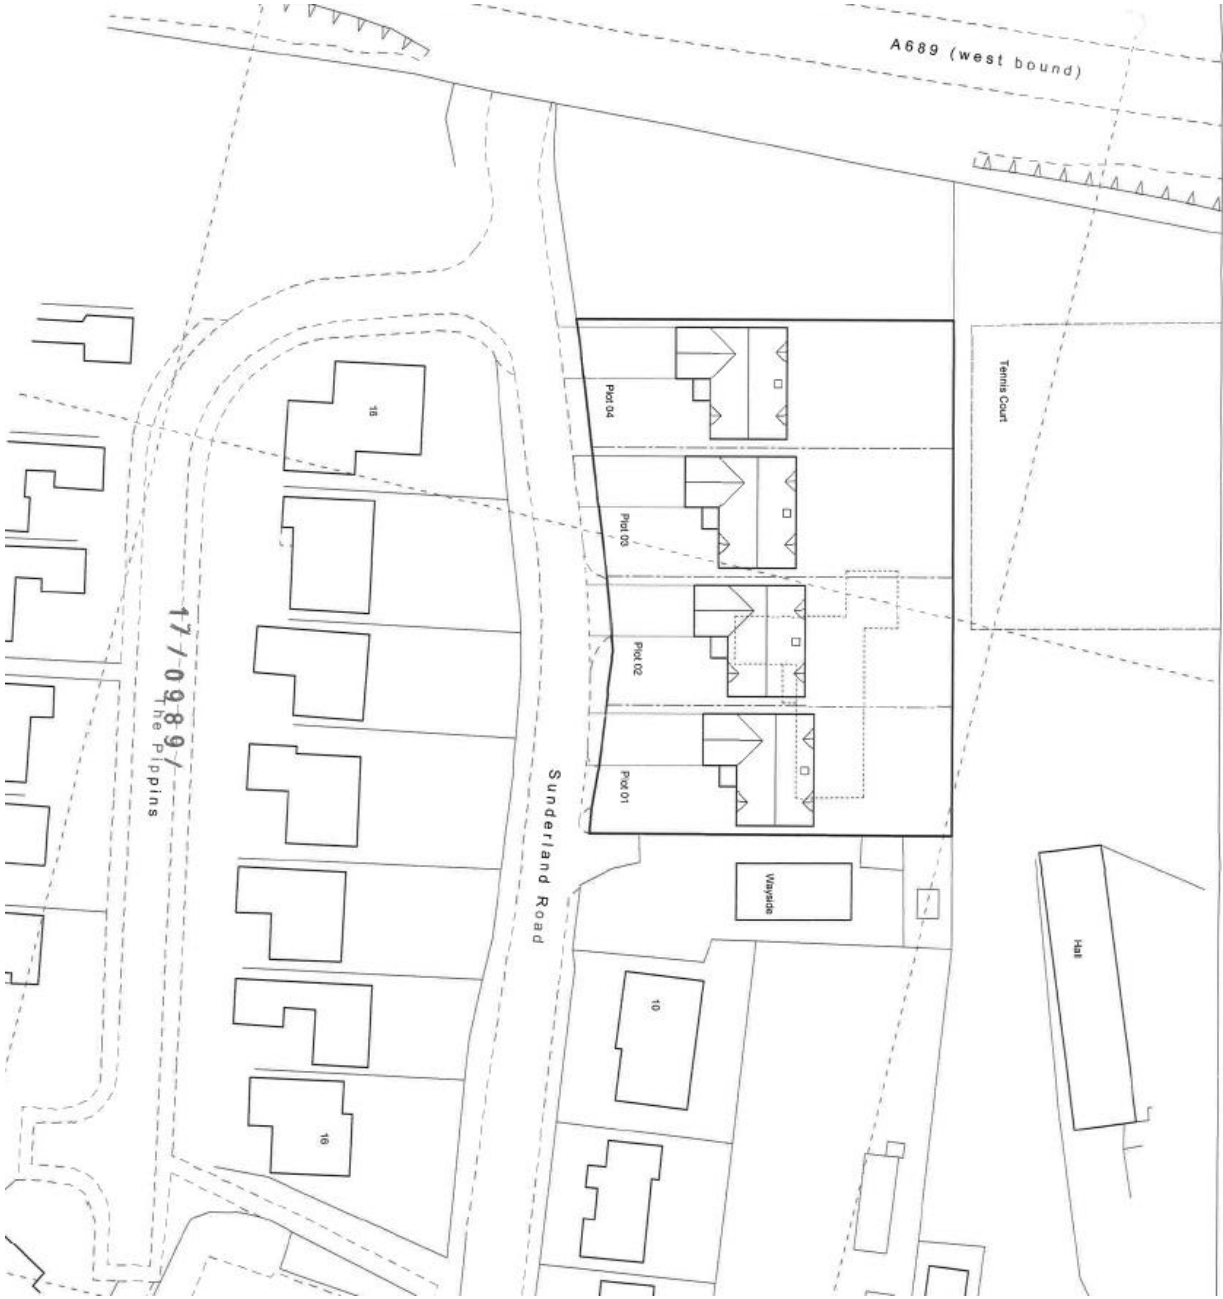 A689 (west bound)
Tennis Court
16
Plot 04
Plot 03
Plot 02
Plot 01
17/0989/
The Pippins
Sunderland Road
Wayside
Hall
10
16